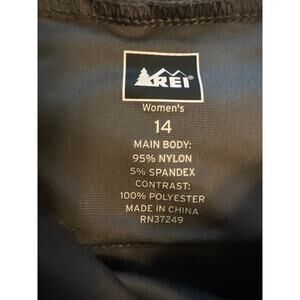 REI
Women's
14
MAIN BODY:
95% NYLON
5% SPANDEX
CONTRAST:
100% POLYESTER
MADE IN CHINA
RN37249